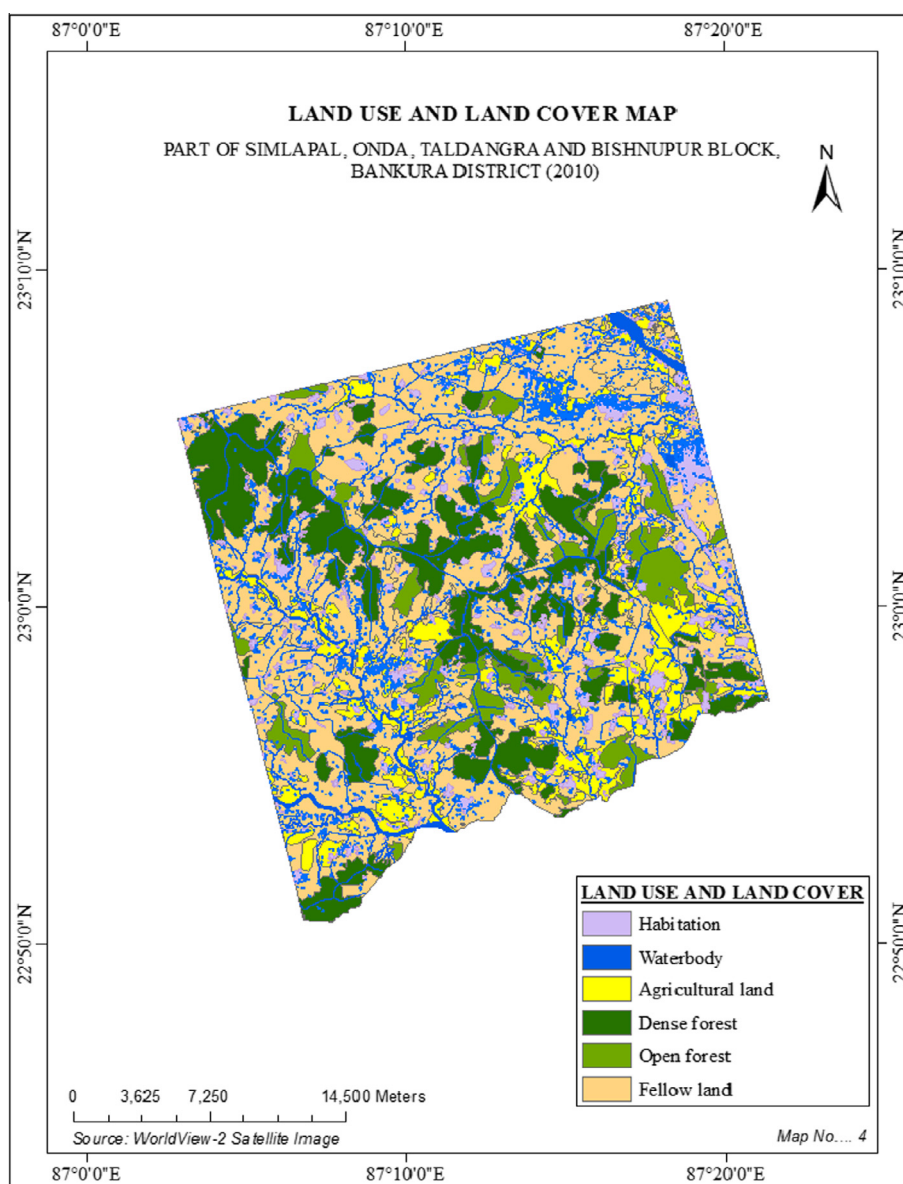 87°0'0"E 87°10'0"E 87°20'0"E
LAND USE AND LAND COVER MAP
PART OF SIMLAPAL, ONDA, TALDANGRA AND BISHNUPUR BLOCK,
BANKURA DISTRICT (2010)
N
23°10'0"N 23°10'0"N
23°0'0"N 23°0'0"N
22°50'0"N 22°50'0"N
LAND USE AND LAND COVER
Habitation
Waterbody
Agricultural land
Dense forest
Open forest
Fellow land
0 3,625 7,250 14,500 Meters
Source: WorldView-2 Satellite Image
Map No.... 4
87°0'0"E 87°10'0"E 87°20'0"E